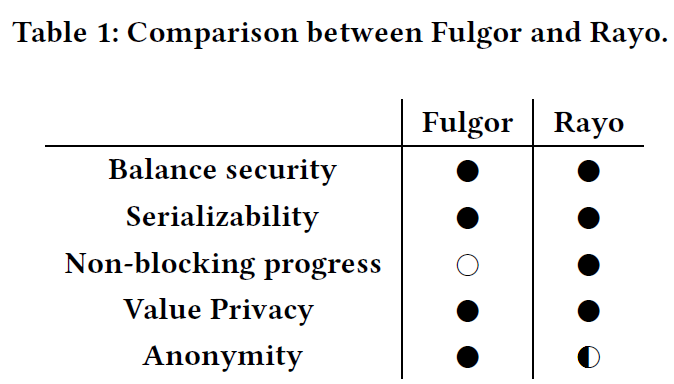 Table 1: Comparison between Fulgor and Rayo.
Fulgor Rayo
Balance security ● ●
Serializability ● ●
Non-blocking progress ○ ●
Value Privacy ● ●
Anonymity ● ◐